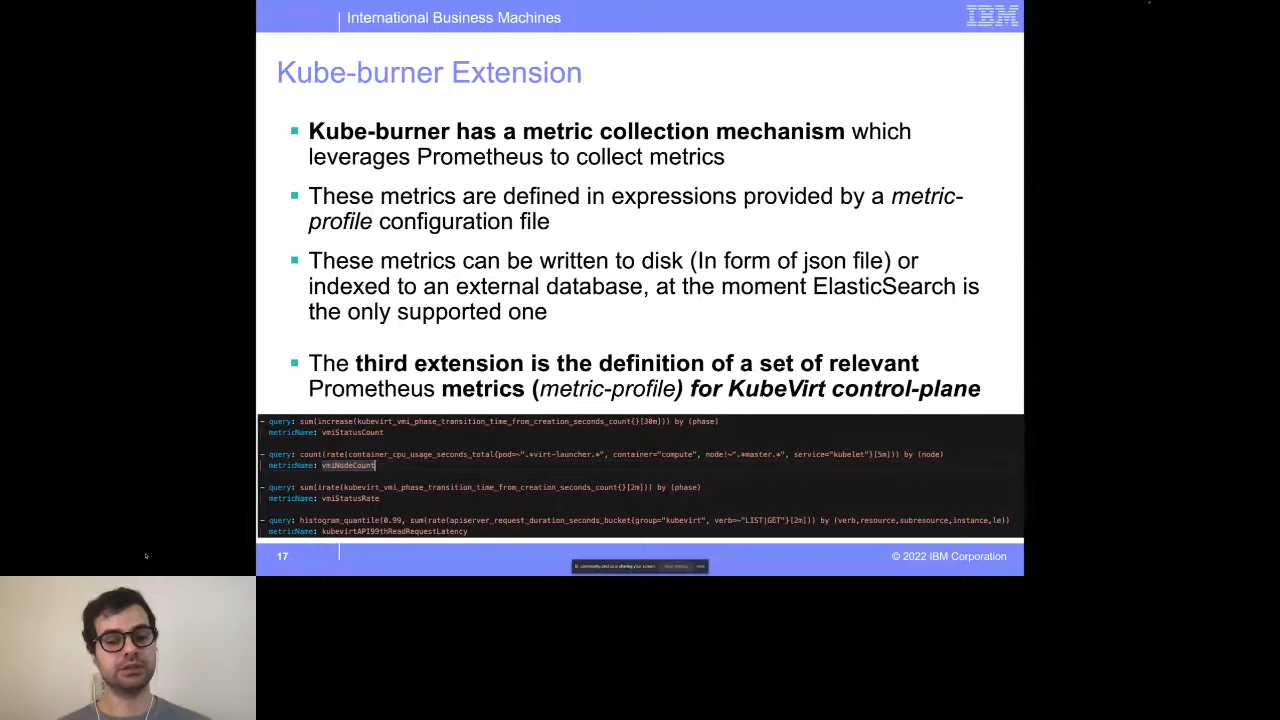 International Business Machines
IBM
Kube-burner Extension
Kube-burner has a metric collection mechanism which
leverages Prometheus to collect metrics
These metrics are defined in expressions provided by a metric-
profile configuration file
These metrics can be written to disk (In form of json file) or
indexed to an external database, at the moment ElasticSearch is
the only supported one
The third extension is the definition of a set of relevant
Prometheus metrics (metric-profile) for KubeVirt control-plane
- query: sum(increase(kubevirt_vmi_phase_transition_time_from_creation_seconds_count{}[30m])) by (phase)
metricName: vmiStatusCount
- query: count(rate(container_cpu_usage_seconds_total{pod=~".*virt-launcher.*", container="compute", node!~".*master.*", service="kubelet"}[5m])) by (node)
metricName: vmiNodeCount
- query: sum(irate(kubevirt_vmi_phase_transition_time_from_creation_seconds_count{}[2m])) by (phase)
metricName: vmiStatusRate
- query: histogram_quantile(0.99, sum(rate(apiserver_request_duration_seconds_bucket{group="kubevirt", verb=~"LIST|GET"}[2m])) by (verb,resource,subresource,instance,le))
metricName: kubevirtAPI99thReadRequestLatency
17
© 2022 IBM Corporation
is sharing your screen.